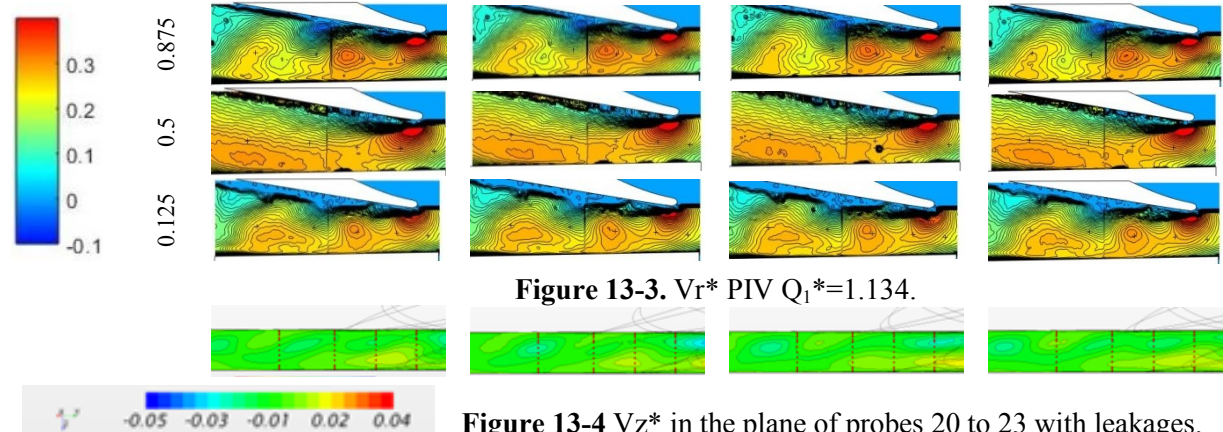 0.3
0.2
0.1
0
-0.1
0.875
0.5
0.125
Figure 13-3. Vr* PIV Q₁*=1.134.
-0.05 -0.03 -0.01 0.02 0.04
Figure 13-4 Vz* in the plane of probes 20 to 23 with leakages.